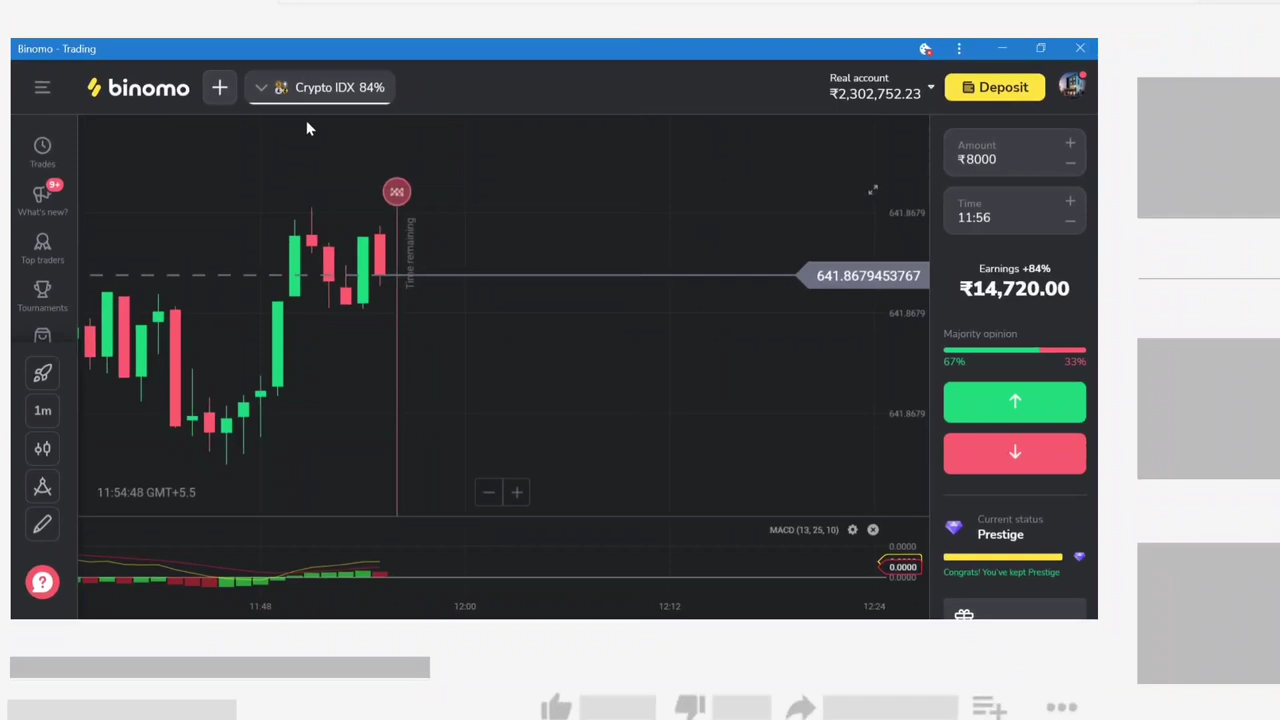 Binomo - Trading
binomo
Crypto IDX 84%
Real account
₹2,302,752.23
Deposit
Trades
9+
What's new?
Top traders
Tournaments
1m
Time remaining
641.8679
641.8679453767
641.8679
641.8679
11:54:48 GMT+5.5
Amount
₹8000
Time
11:56
Earnings +84%
₹14,720.00
Majority opinion
67% 33%
Current status
Prestige
Congrats! You've kept Prestige
MACD (13, 25, 10)
0.0000
0.0000
0.0000
11:48 12:00 12:12 12:24